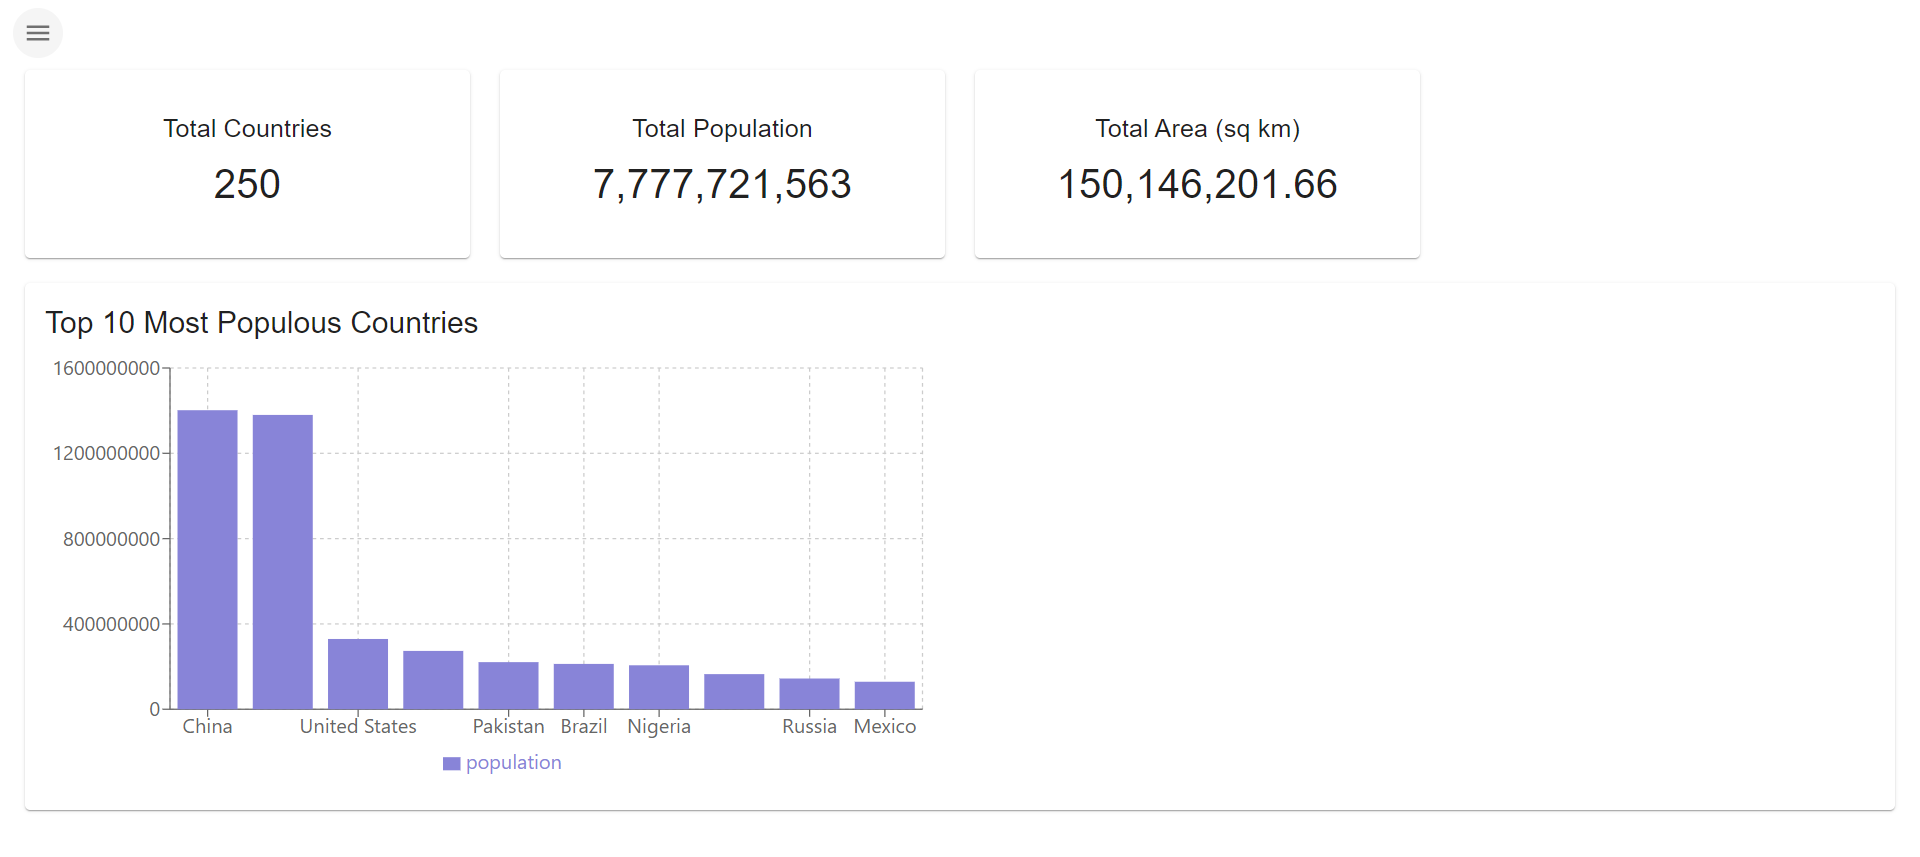 Total Countries
250
Total Population
7,777,721,563
Total Area (sq km)
150,146,201.66
Top 10 Most Populous Countries
1600000000
1200000000
800000000
400000000
0
China United States Pakistan Brazil Nigeria Russia Mexico
population